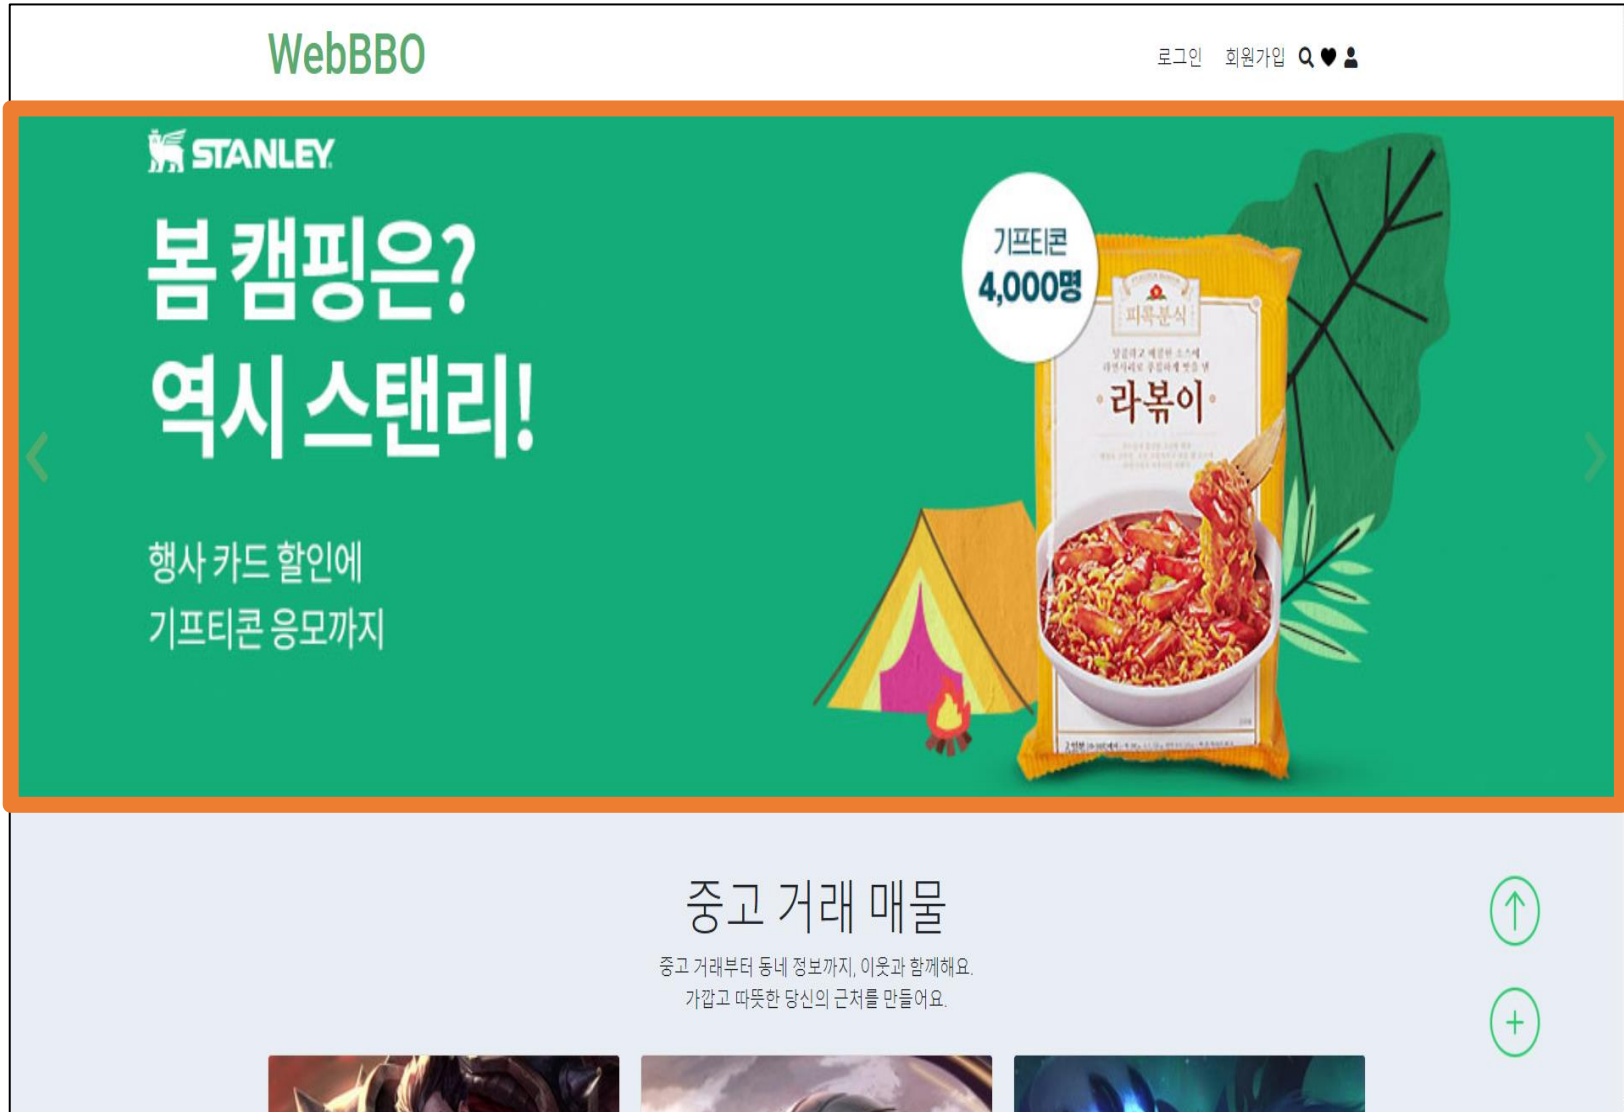 WebBBO
로그인 회원가입
STANLEY
봄 캠핑은?
역시 스탠리!
행사 카드 할인에
기프티콘 응모까지
기프티콘
4,000명
피콕분식
라볶이
중고 거래 매물
중고 거래부터 동네 정보까지, 이웃과 함께해요.
가깝고 따뜻한 당신의 근처를 만들어요.